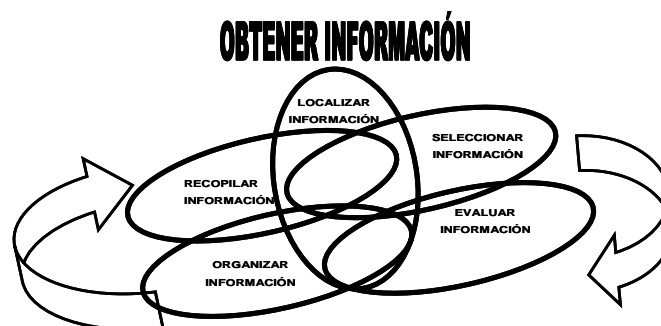 OBTENER INFORMACIÓN
LOCALIZAR
INFORMACIÓN
SELECCIONAR
INFORMACIÓN
RECOPILAR
INFORMACIÓN
EVALUAR
INFORMACIÓN
ORGANIZAR
INFORMACIÓN